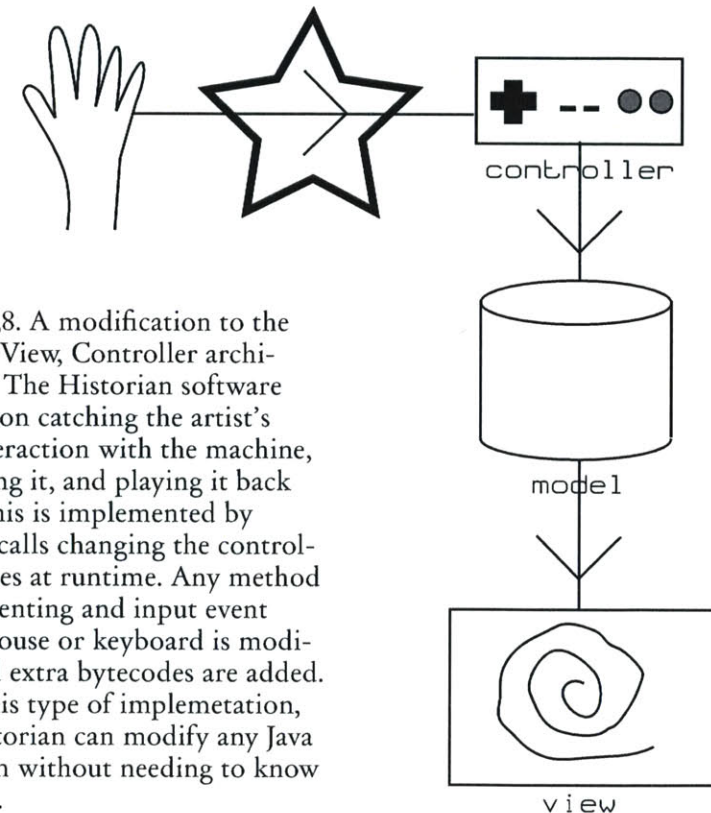 controller
8. A modification to the
View, Controller archi-
The Historian software
on catching the artist's
eraction with the machine,
ng it, and playing it back
his is implemented by
calls changing the control-
es at runtime. Any method
enting and input event
ouse or keyboard is modi-
extra bytecodes are added.
is type of implemetation,
torian can modify any Java
without needing to know
model
view